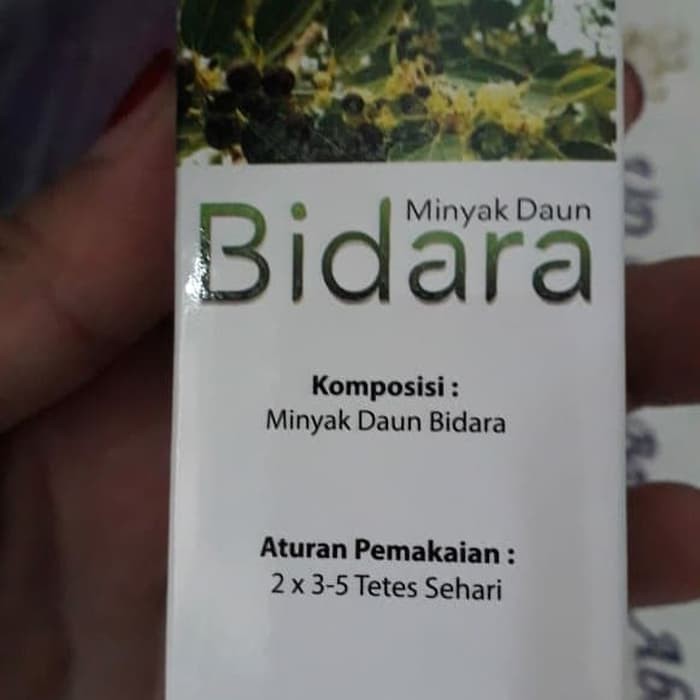 Minyak Daun
Bidara
Komposisi :
Minyak Daun Bidara
Aturan Pemakaian :
2 x 3-5 Tetes Sehari